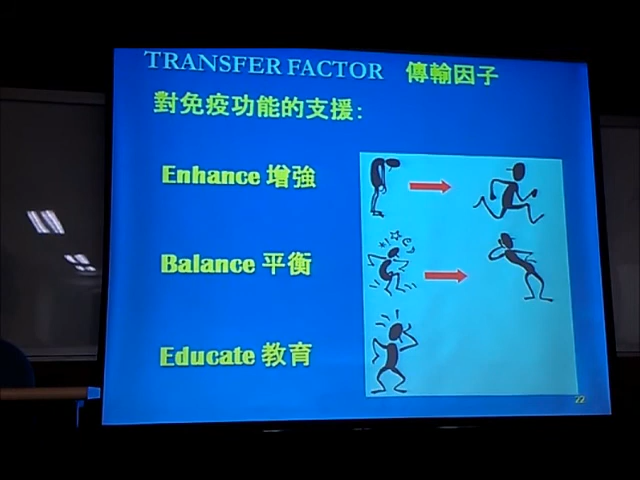 TRANSFER FACTOR 傳輸因子
對免疫功能的支援:
Enhance 增強
Balance 平衡
Educate 教育
22